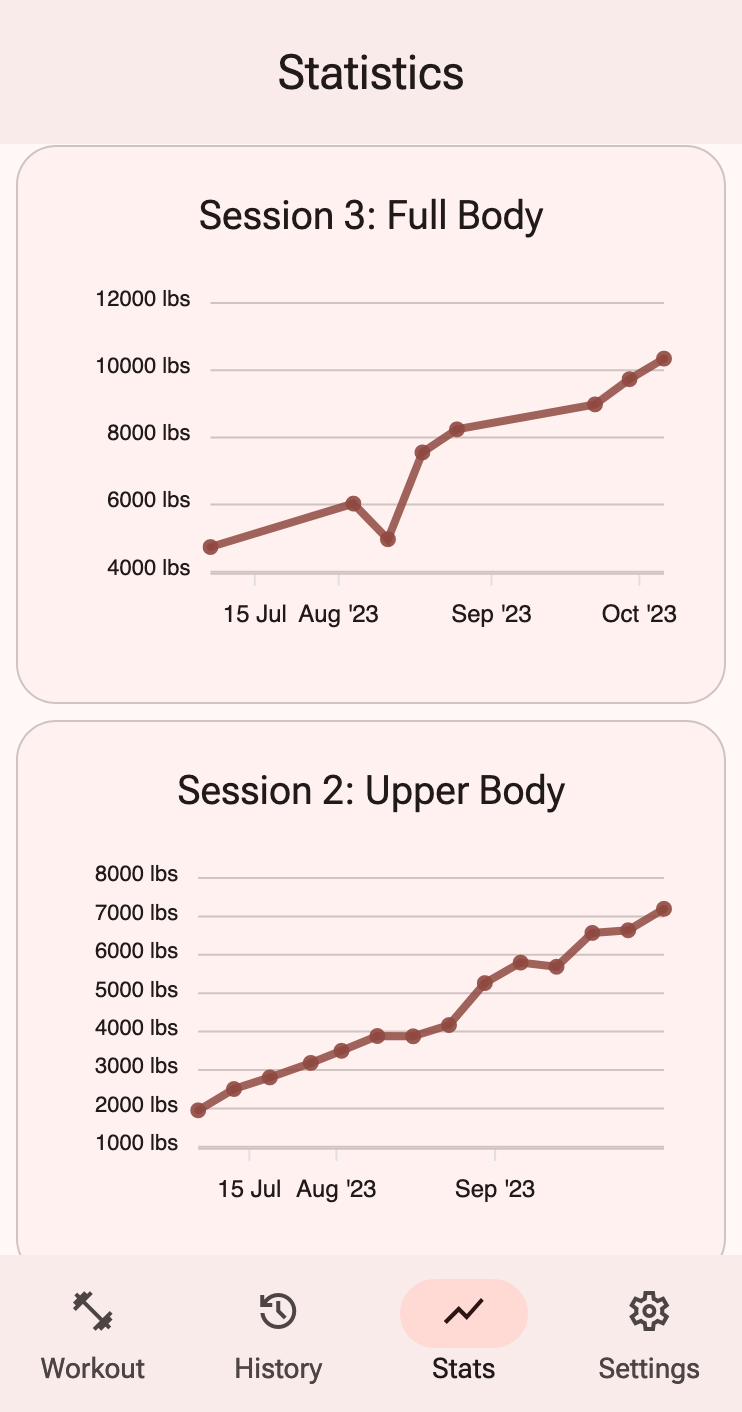 Statistics
Session 3: Full Body
12000 lbs
10000 lbs
8000 lbs
6000 lbs
4000 lbs
15 Jul Aug '23 Sep '23 Oct '23
Session 2: Upper Body
8000 lbs
7000 lbs
6000 lbs
5000 lbs
4000 lbs
3000 lbs
2000 lbs
1000 lbs
15 Jul Aug '23 Sep '23
Workout History Stats Settings